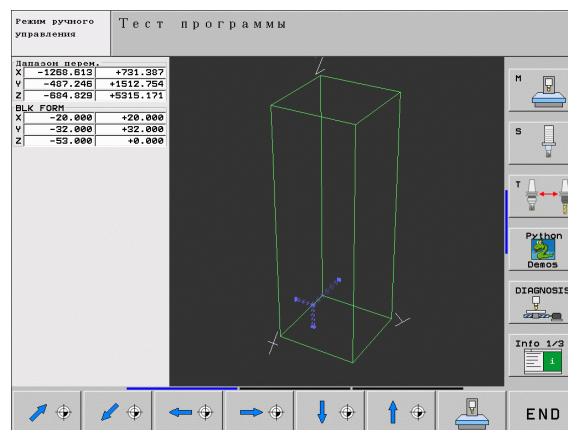 Режим ручного
управления
Тест программы
Дапазон перем.
X -1268.613 +731.387
Y -487.246 +1512.754
Z -684.829 +5315.171
BLK FORM
X -20.000 +20.000
Y -32.000 +32.000
Z -53.000 +0.000
M
S
T
Python
Demos
DIAGNOSIS
Info 1/3
END